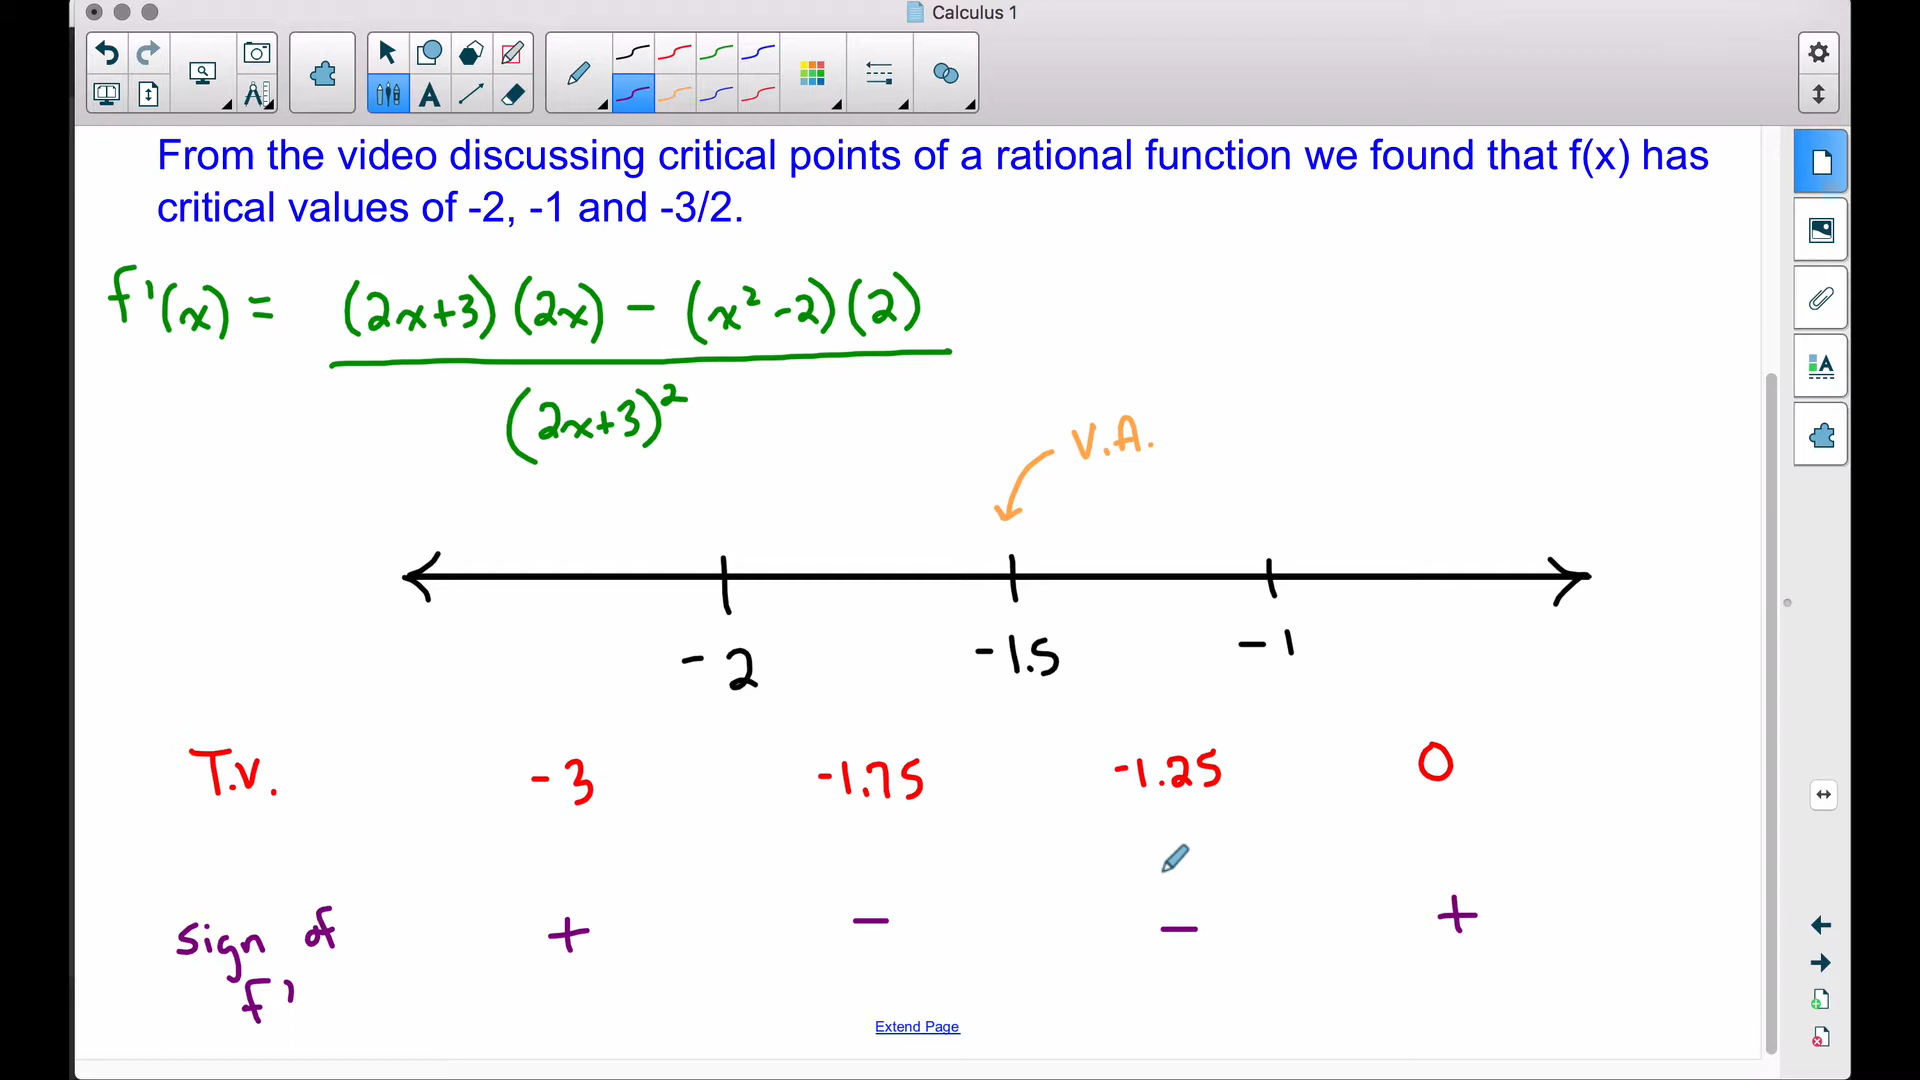 Calculus 1
From the video discussing critical points of a rational function we found that f(x) has
critical values of -2, -1 and -3/2.
f'(x) = (2x+3)(2x) - (x² -2)(2)
(2x+3)²
V.A.
-2 -1.5 -1
T.V. -3 -1.75 -1.25 0
sign of + - - +
f'
Extend Page